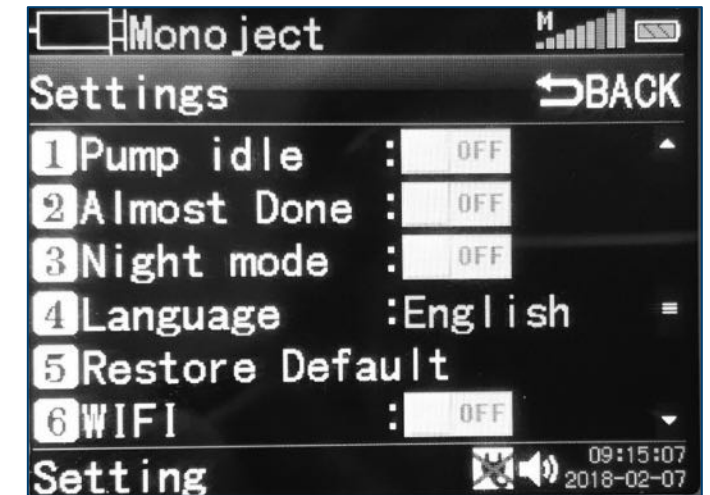 Monoject M
Settings BACK
1 Pump idle : OFF
2 Almost Done : OFF
3 Night mode : OFF
4 Language : English
5 Restore Default
6 WIFI : OFF
Setting 09:15:07
2018-02-07